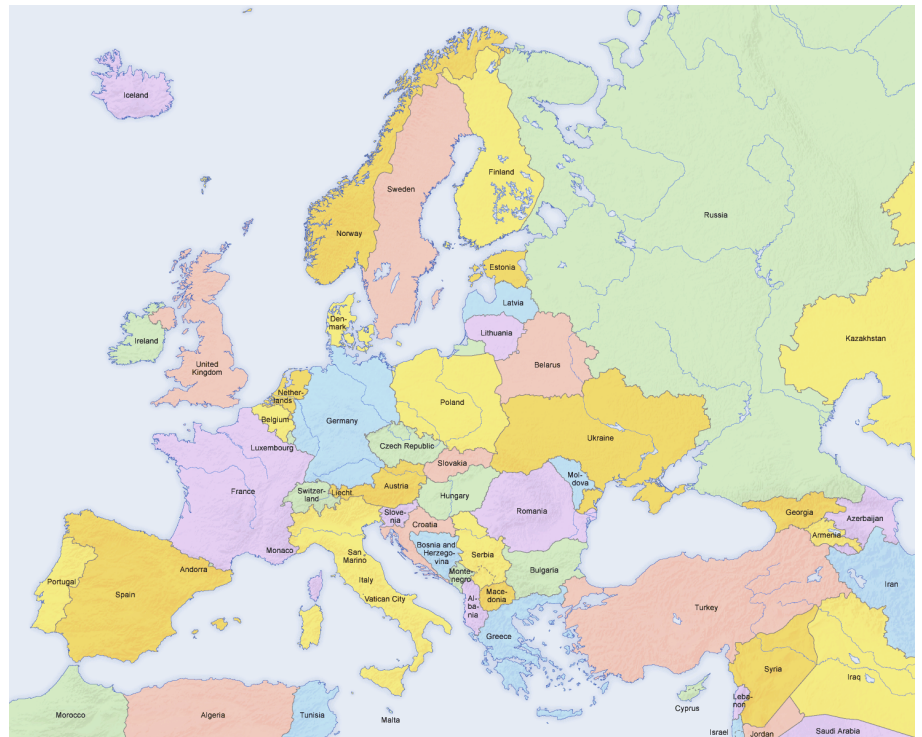 Iceland
Sweden
Finland
Russia
Norway
Estonia
Latvia
Den-
mark
Lithuania
Ireland
Kazakhstan
United
Kingdom
Belarus
Nether-
lands
Poland
Belgium
Germany
Ukraine
Luxembourg
Czech Republic
Slovakia
Mol-
dova
Austria
France
Switzer-
land
Liecht
Hungary
Romania
Slove-
nia
Georgia
Azerbaijan
Croatia
Armenia
Monaco
San
Marino
Bosnia and
Herzego-
vina
Serbia
Iran
Andorra
Portugal
Italy
Monte-
negro
Bulgaria
Spain
Vatican City
Al-
ba-
nia
Mace-
donia
Turkey
Greece
Syria
Iraq
Leba-
non
Cyprus
Morocco
Algeria
Tunisia
Malta
Israel
Jordan
Saudi Arabia